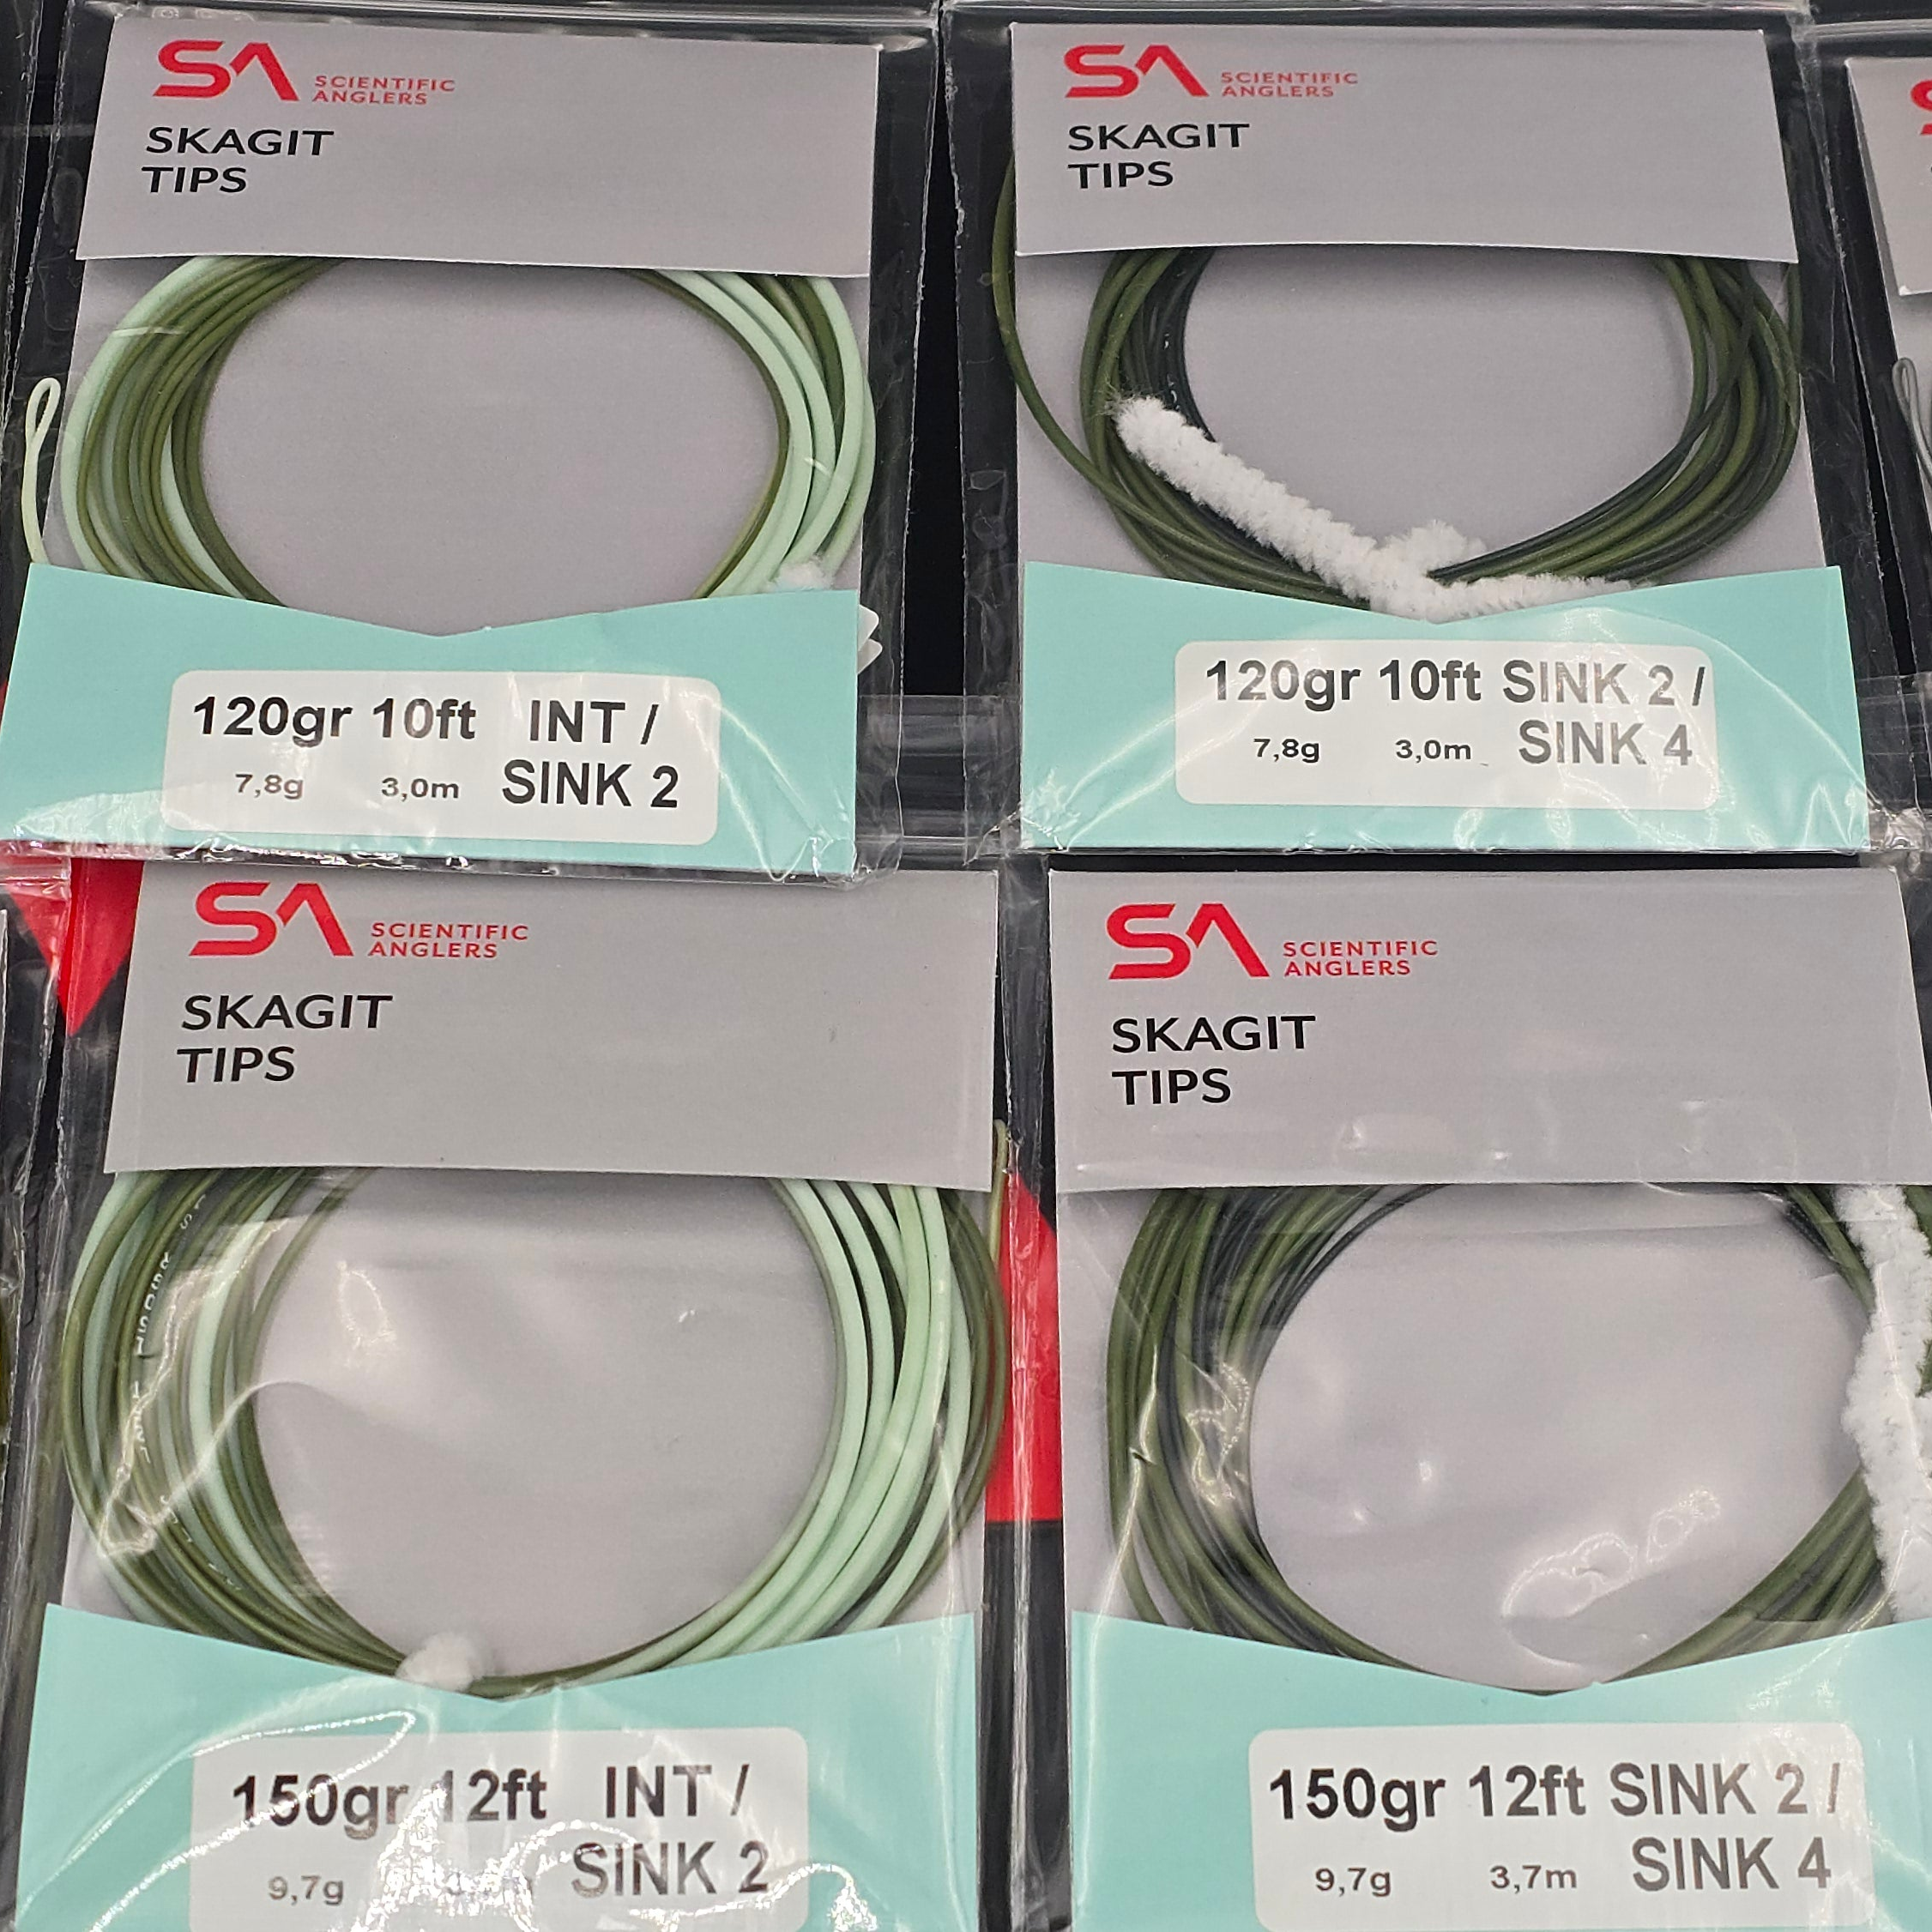 SA SCIENTIFIC
ANGLERS
SKAGIT
TIPS
120gr 10ft INT /
7,8g 3,0m SINK 2
SA SCIENTIFIC
ANGLERS
SKAGIT
TIPS
120gr 10ft SINK 2 /
7,8g 3,0m SINK 4
SA SCIENTIFIC
ANGLERS
SKAGIT
TIPS
150gr 12ft INT /
9,7g SINK 2
SA SCIENTIFIC
ANGLERS
SKAGIT
TIPS
150gr 12ft SINK 2 /
9,7g 3,7m SINK 4